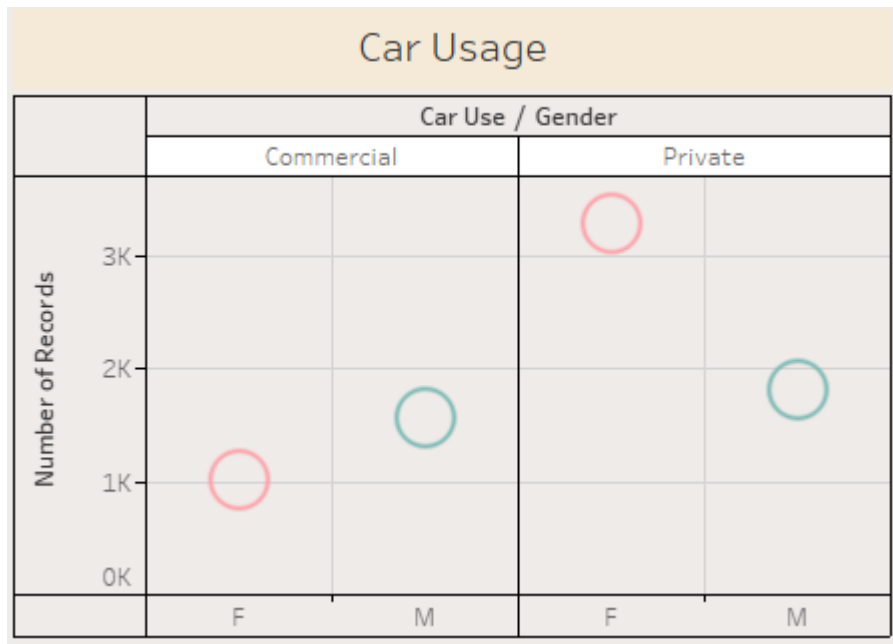 Car Usage
Car Use / Gender
Commercial
Private
Number of Records
3K
2K
1K
0K
F
M
F
M